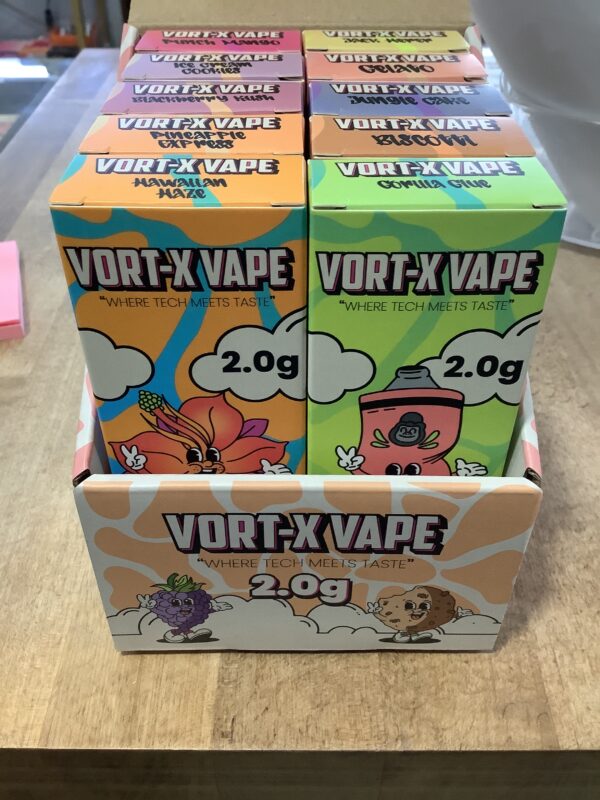 VORT-X VAPE
PUNCH MANGO
VORT-X VAPE
JACK HERER
VORT-X VAPE
ICE CREAM
COOKIES
VORT-X VAPE
GELATO
VORT-X VAPE
BLACKBERRY KUSH
VORT-X VAPE
JUNGLE CAKE
VORT-X VAPE
PINEAPPLE
EXPRESS
VORT-X VAPE
BISCOTTI
VORT-X VAPE
HAWAIIAN
HAZE
VORT-X VAPE
GORILLA GLUE
VORT-X VAPE
"WHERE TECH MEETS TASTE"
2.0g
VORT-X VAPE
"WHERE TECH MEETS TASTE"
2.0g
VORT-X VAPE
"WHERE TECH MEETS TASTE"
2.0g